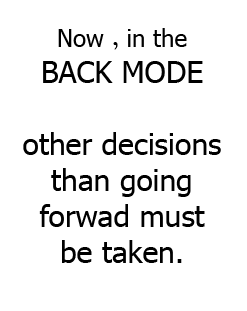 Now , in the
BACK MODE
other decisions
than going
forwad must
be taken.